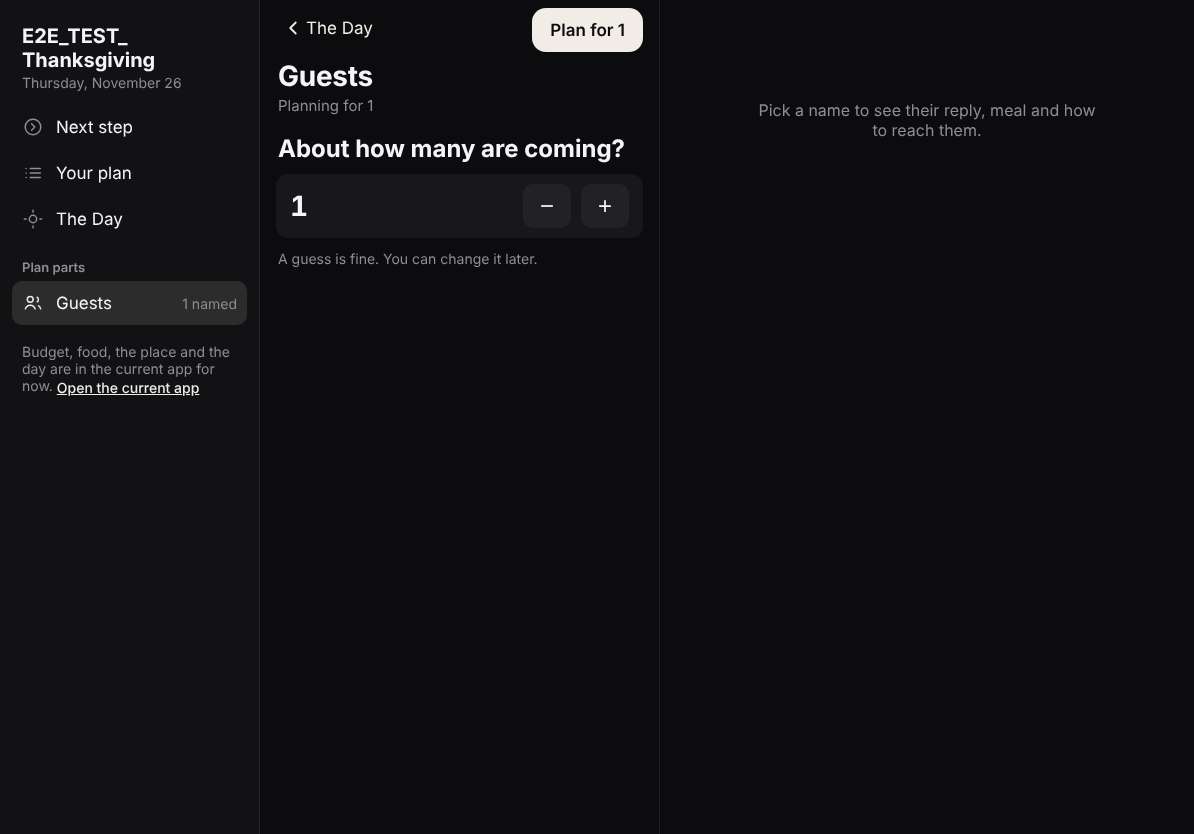 E2E_TEST_
Thanksgiving
Thursday, November 26
Next step
Your plan
The Day
Plan parts
Guests
1 named
Budget, food, the place and the
day are in the current app for
now. Open the current app
The Day
Plan for 1
Guests
Planning for 1
About how many are coming?
1
−
+
A guess is fine. You can change it later.
Pick a name to see their reply, meal and how
to reach them.